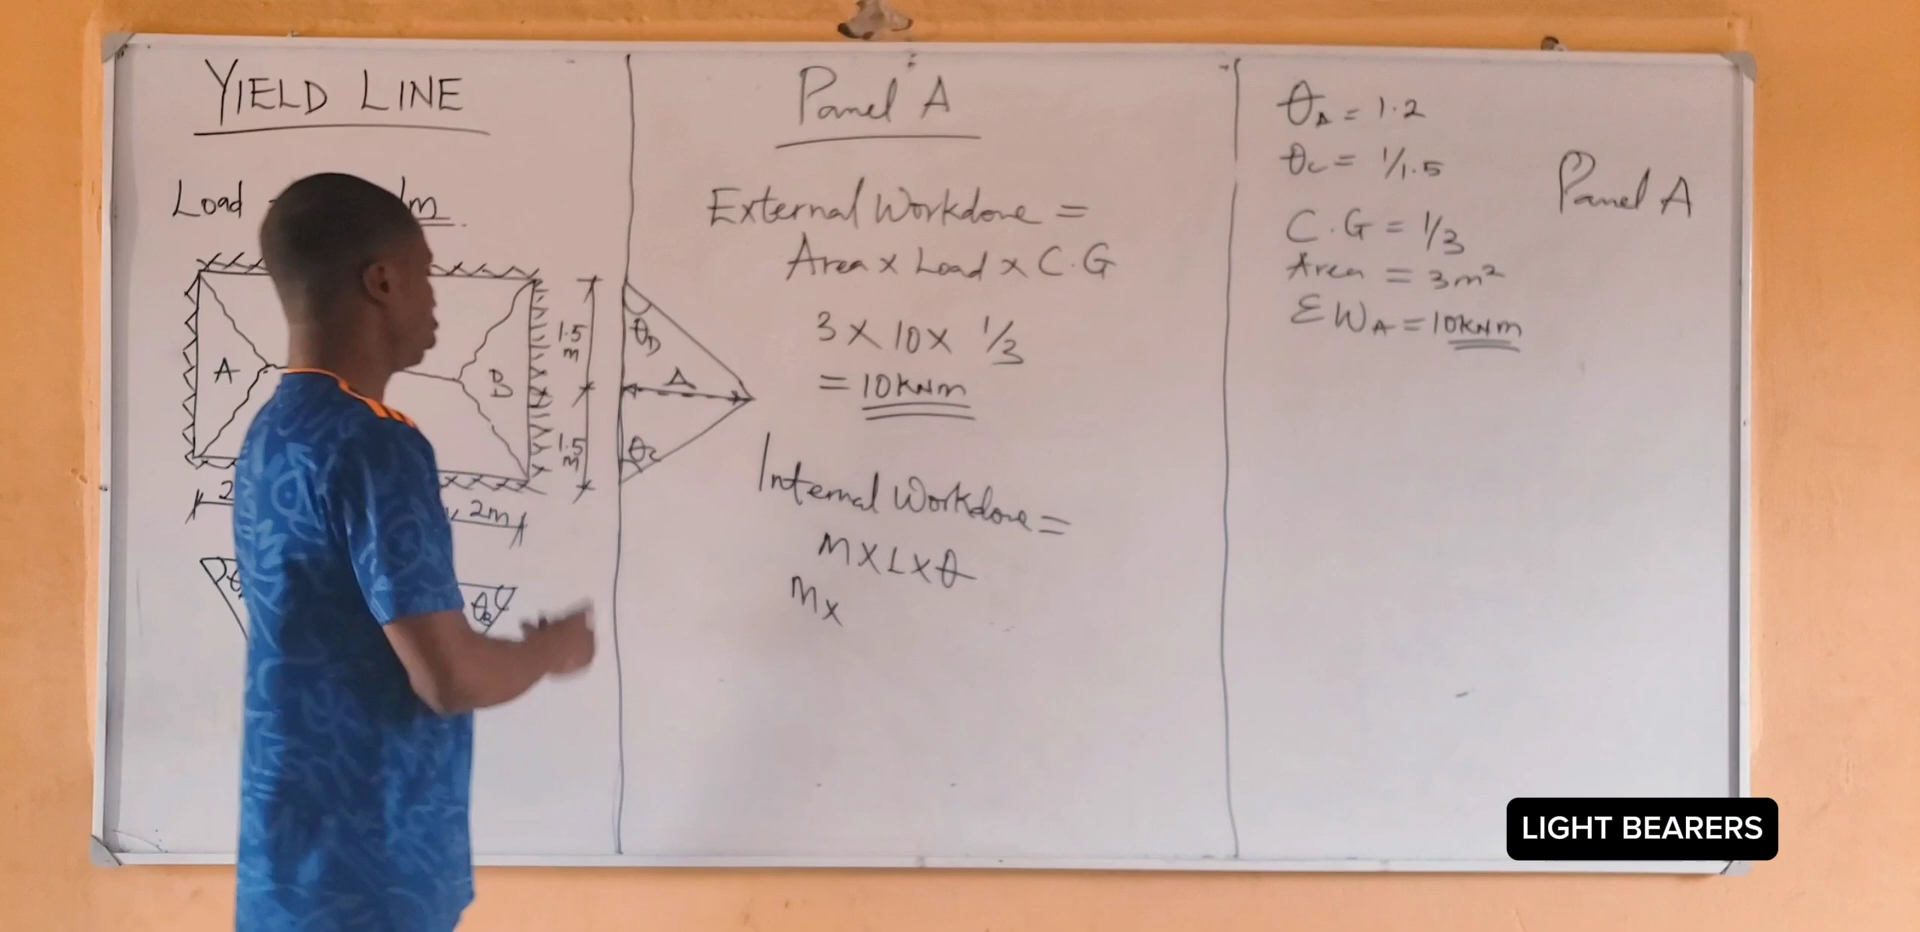 YIELD LINE
Load
m
A
B
1.5
m
1.5
m
2
2m
θB
θD
Δ
θC
Panel A
External Workdone =
Area x Load x C.G
3 x 10 x 1/3
= 10kNm
Internal Workdone =
M x L x θ
M x
θA = 1.2
θC = 1/1.5
Panel A
C.G = 1/3
Area = 3m²
ΣWA = 10kNm
LIGHT BEARERS